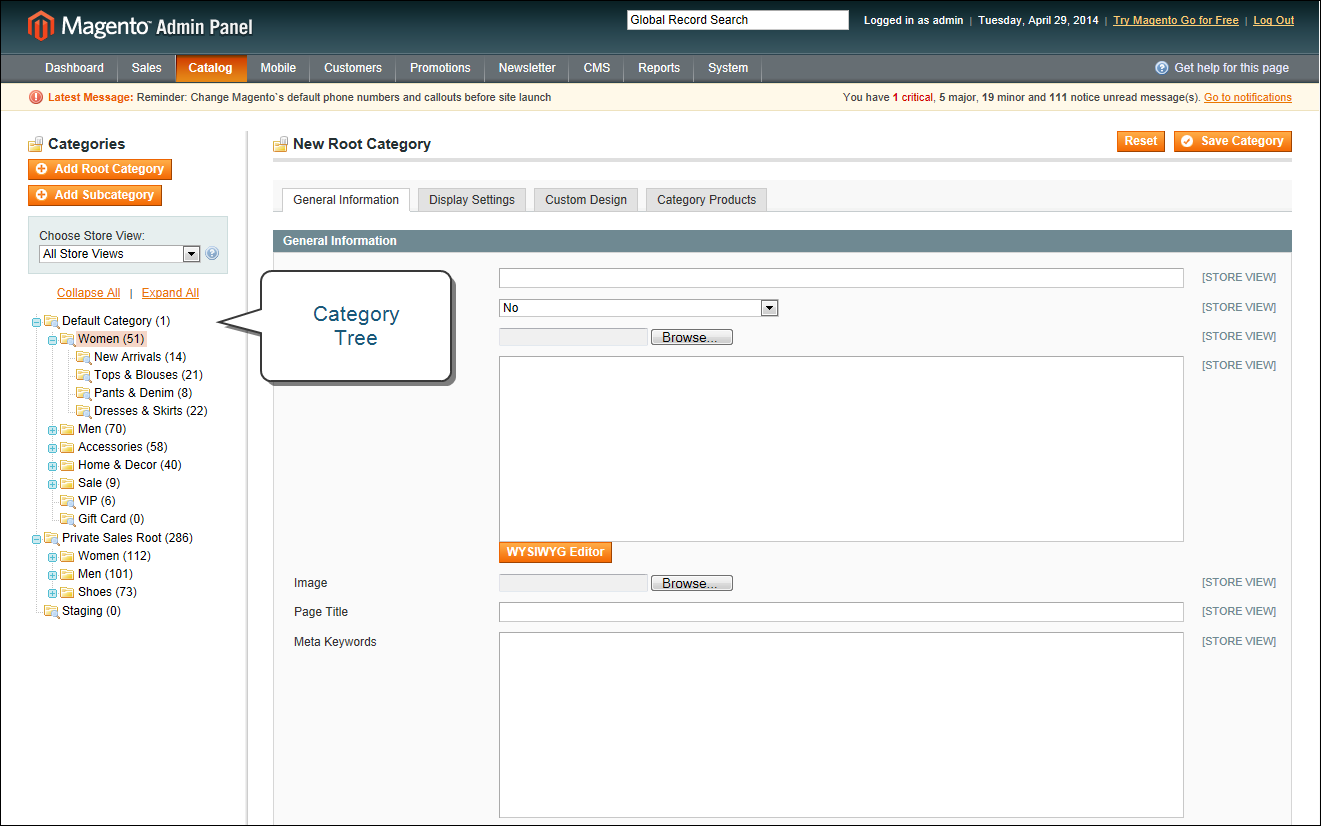 Magento™ Admin Panel
Global Record Search
Logged in as admin | Tuesday, April 29, 2014 | Try Magento Go for Free | Log Out
Dashboard Sales Catalog Mobile Customers Promotions Newsletter CMS Reports System Get help for this page
Latest Message: Reminder: Change Magento`s default phone numbers and callouts before site launch
You have 1 critical, 5 major, 19 minor and 111 notice unread message(s). Go to notifications
Categories
Add Root Category
Add Subcategory
Choose Store View:
All Store Views
Collapse All | Expand All
Default Category (1)
Women (51)
New Arrivals (14)
Tops & Blouses (21)
Pants & Denim (8)
Dresses & Skirts (22)
Men (70)
Accessories (58)
Home & Decor (40)
Sale (9)
VIP (6)
Gift Card (0)
Private Sales Root (286)
Women (112)
Men (101)
Shoes (73)
Staging (0)
Category
Tree
New Root Category
Reset Save Category
General Information Display Settings Custom Design Category Products
General Information
[STORE VIEW]
No [STORE VIEW]
Browse... [STORE VIEW]
[STORE VIEW]
WYSIWYG Editor
Image Browse... [STORE VIEW]
Page Title [STORE VIEW]
Meta Keywords [STORE VIEW]